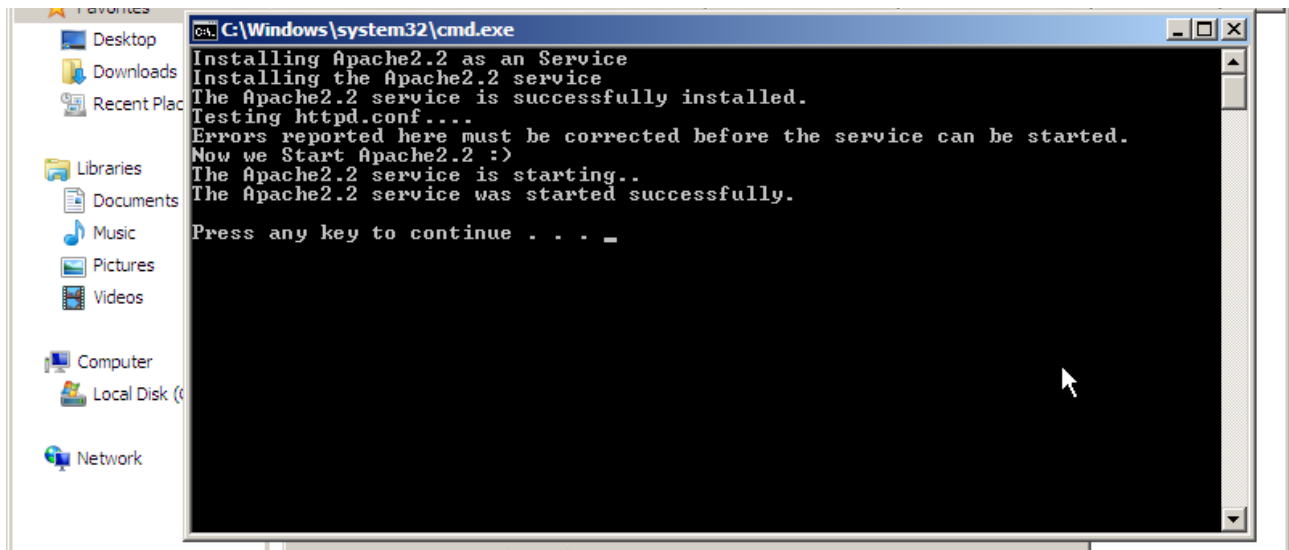 Favorites
Desktop
Downloads
Recent Plac
Libraries
Documents
Music
Pictures
Videos
Computer
Local Disk (
Network
C:\Windows\system32\cmd.exe
Installing Apache2.2 as an Service
Installing the Apache2.2 service
The Apache2.2 service is successfully installed.
Testing httpd.conf....
Errors reported here must be corrected before the service can be started.
Now we Start Apache2.2 :)
The Apache2.2 service is starting..
The Apache2.2 service was started successfully.
Press any key to continue . . . _